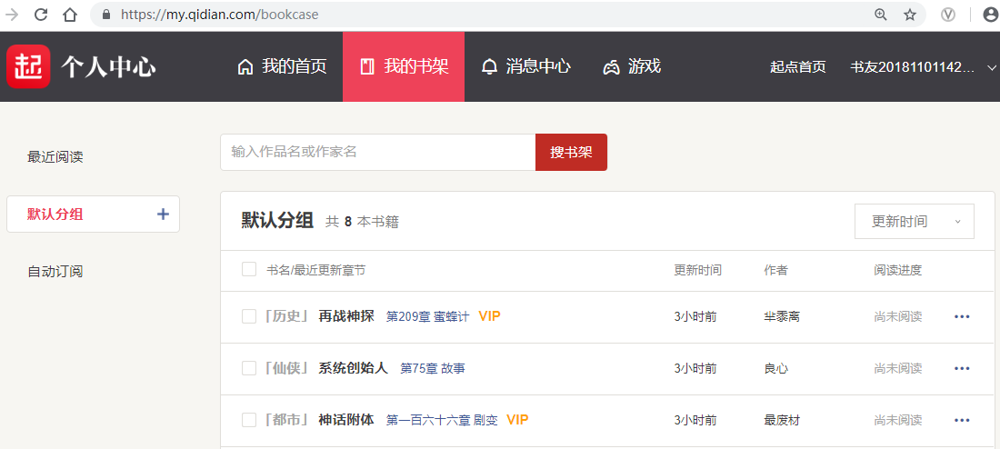 https://my.qidian.com/bookcase
起 个人中心 我的首页 我的书架 消息中心 游戏 起点首页 书友20181101142...
最近阅读
输入作品名或作家名 搜书架
默认分组 +
默认分组 共 8 本书籍 更新时间
自动订阅
书名/最近更新章节 更新时间 作者 阅读进度
「历史」 再战神探 第209章 蜜蜂计 VIP 3小时前 芈黍离 尚未阅读 •••
「仙侠」 系统创始人 第75章 故事 3小时前 良心 尚未阅读 •••
「都市」 神话附体 第一百六十六章 剧变 VIP 3小时前 最废材 尚未阅读 •••